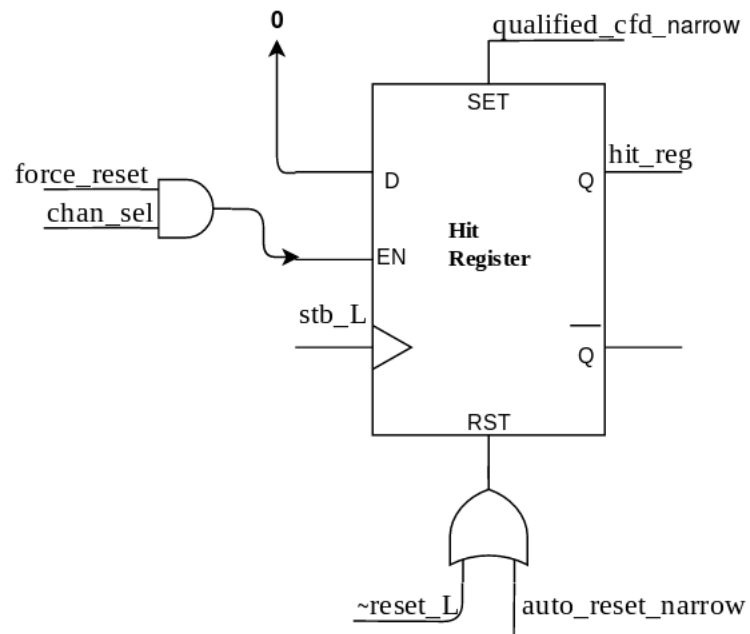 0
qualified_cfd_narrow
SET
force_reset
chan_sel
D
Q
hit_reg
EN
Hit
Register
stb_L
Q
RST
~reset_L
auto_reset_narrow